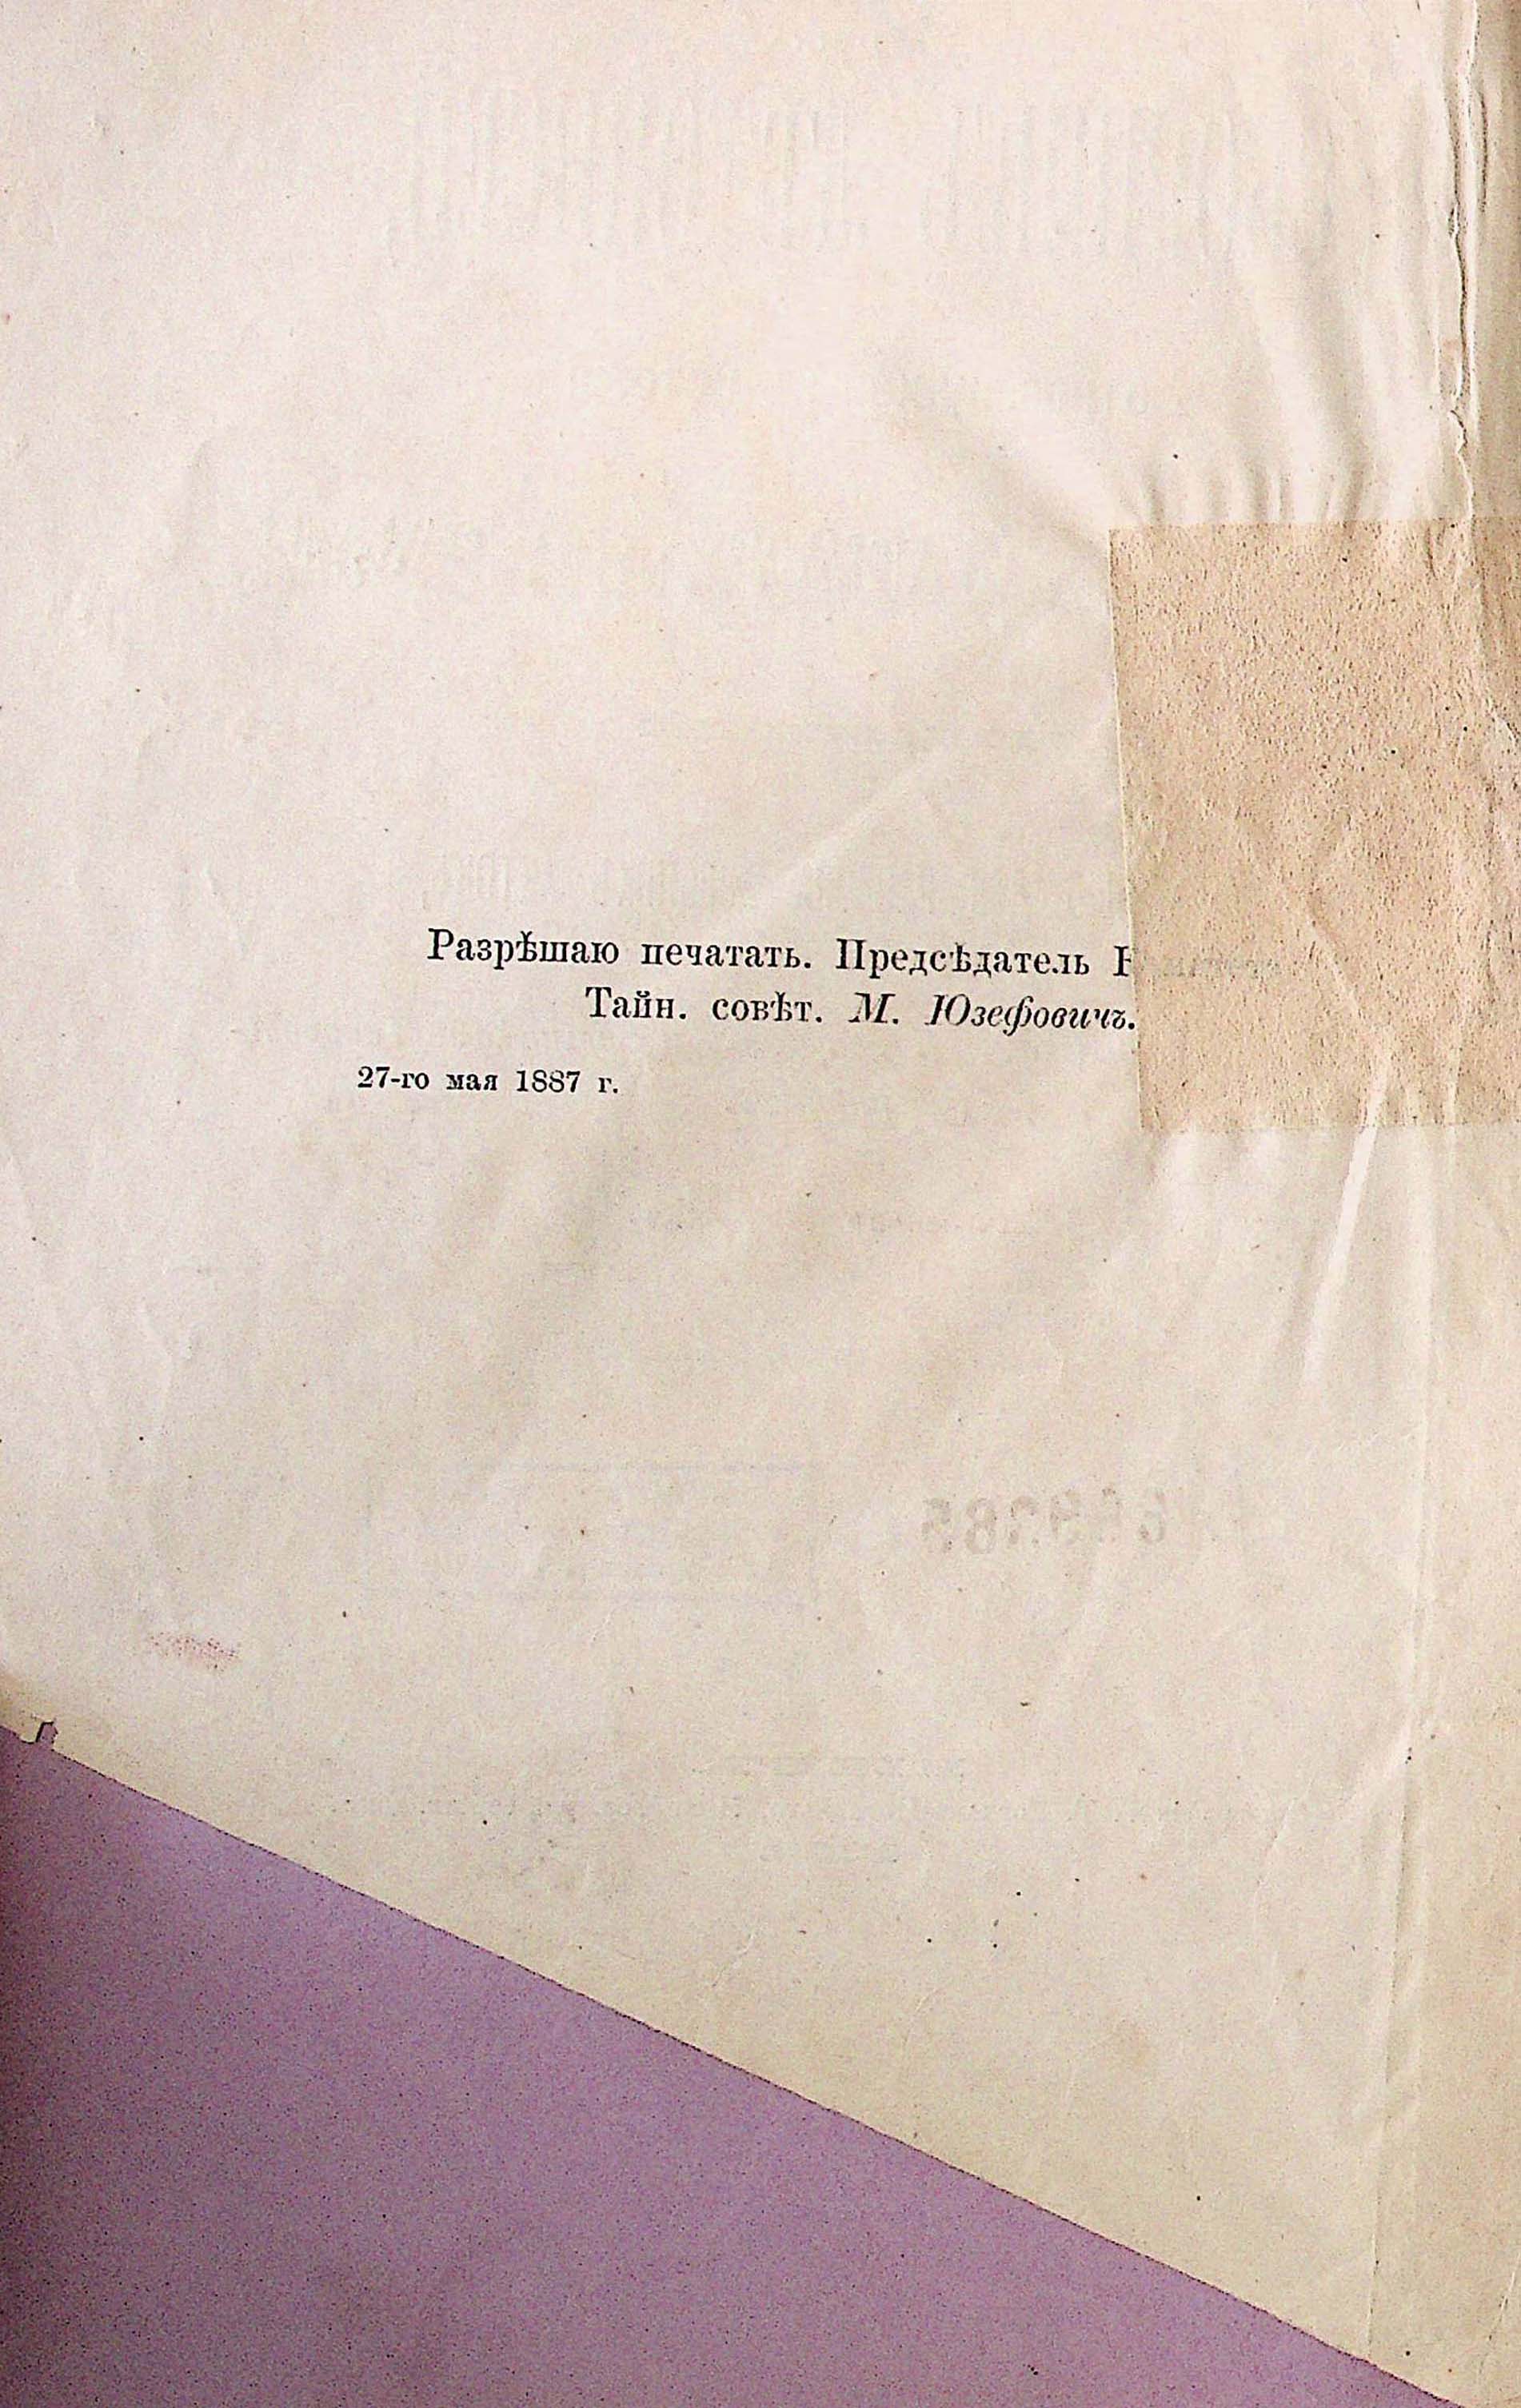 Разрѣшаю печатать. Предсѣдатель
Тайн. совѣт. М. Юзефовичъ.
27-го мая 1887 г.